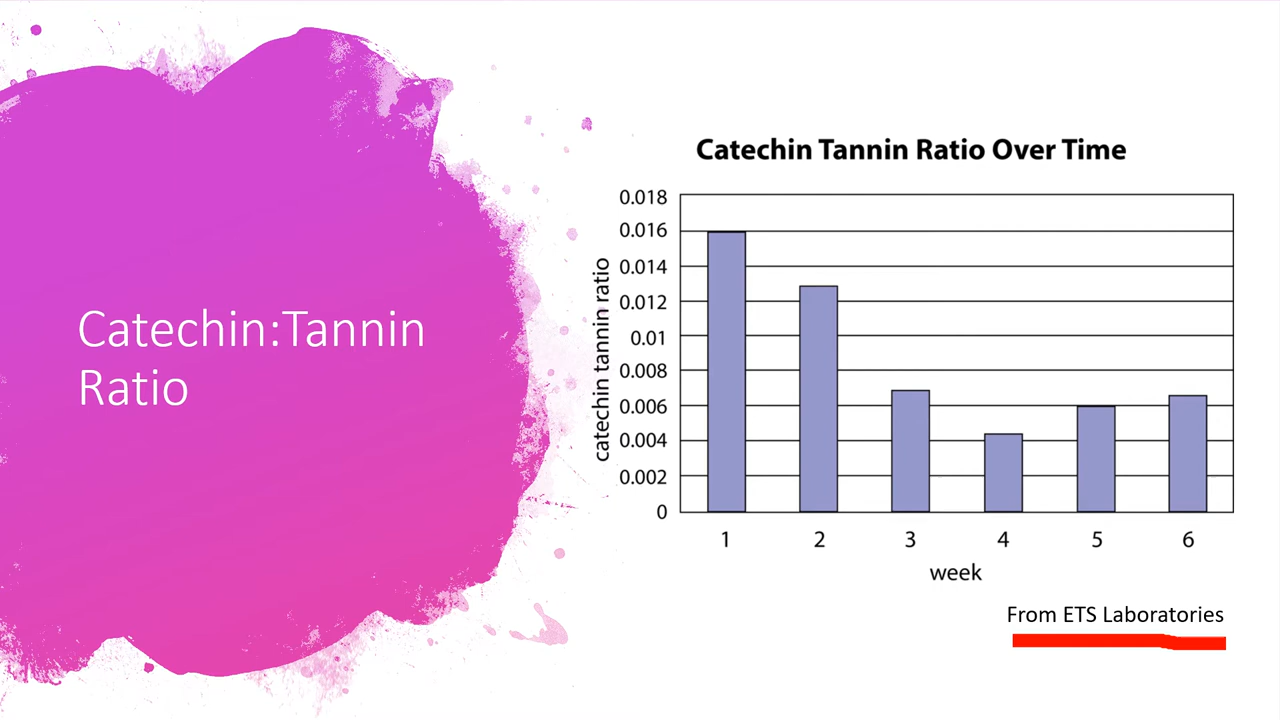 Catechin:Tannin
Ratio
Catechin Tannin Ratio Over Time
catechin tannin ratio
0.018
0.016
0.014
0.012
0.01
0.008
0.006
0.004
0.002
0
1 2 3 4 5 6
week
From ETS Laboratories